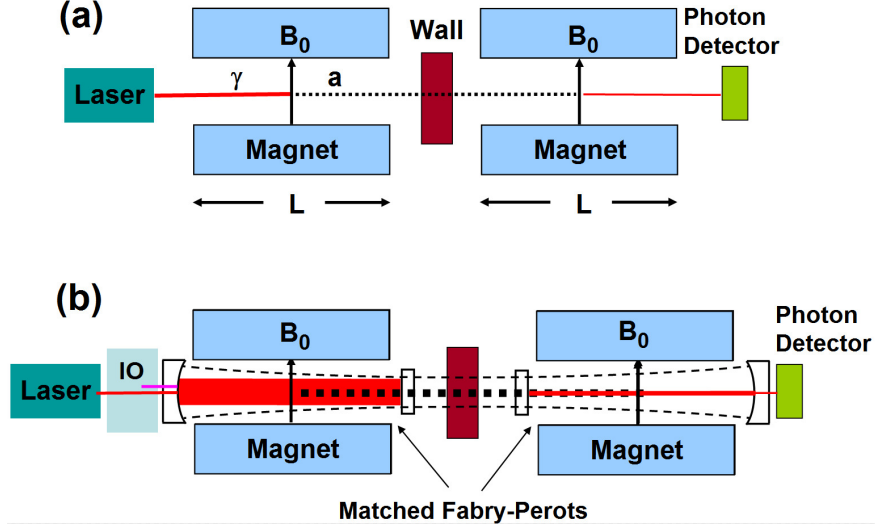 (a)
B₀
Wall
B₀
Photon
Detector
Laser
γ
a
Magnet
Magnet
L
L
(b)
B₀
B₀
Photon
Detector
IO
Laser
Magnet
Magnet
Matched Fabry-Perots